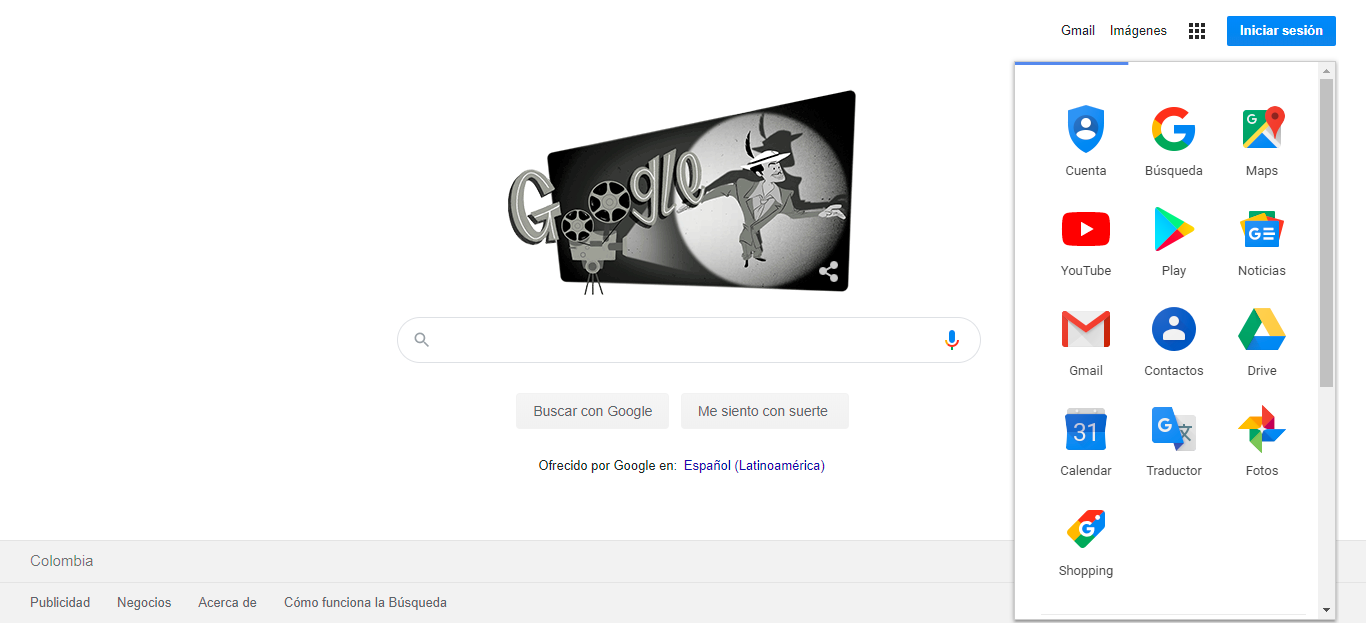 Gmail Imágenes Iniciar sesión
Google
Buscar con Google Me siento con suerte
Ofrecido por Google en: Español (Latinoamérica)
Cuenta Búsqueda Maps
YouTube Play Noticias
Gmail Contactos Drive
31
Calendar Traductor Fotos
Shopping
Colombia
Publicidad Negocios Acerca de Cómo funciona la Búsqueda